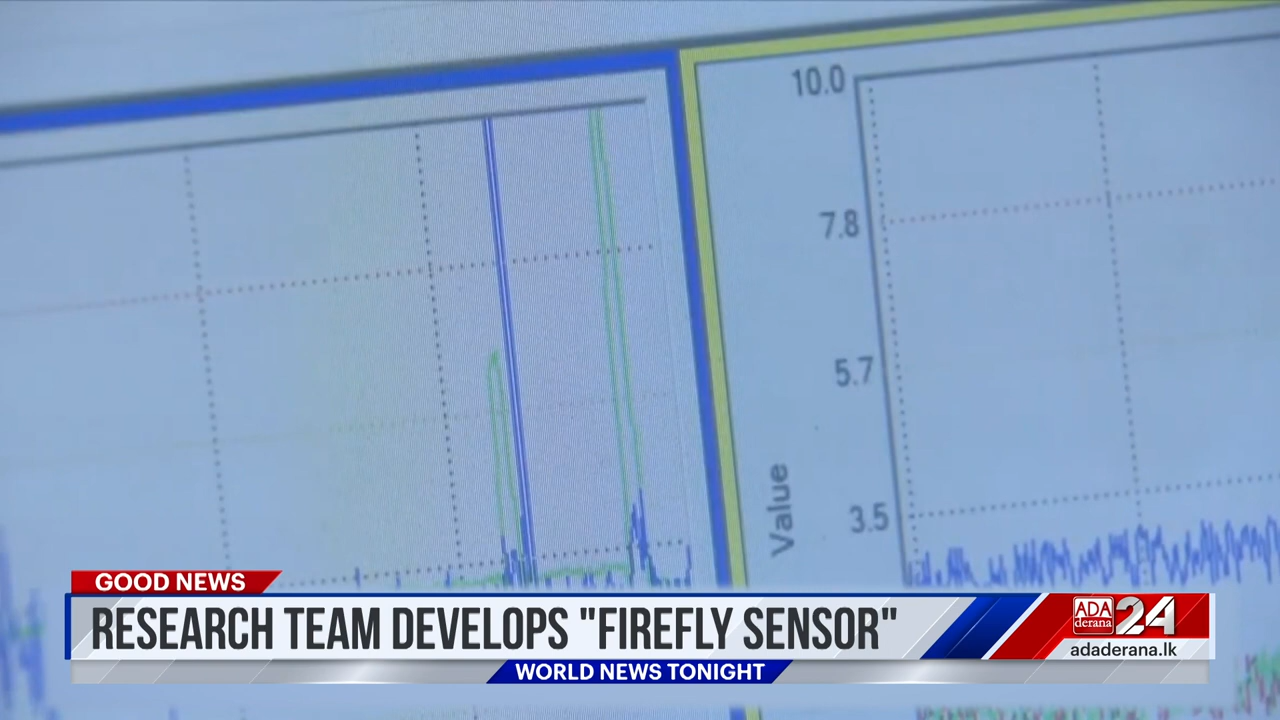 10.0
7.8
5.7
3.5
Value
GOOD NEWS
RESEARCH TEAM DEVELOPS "FIREFLY SENSOR"
ADA
derana
24
adaderana.lk
WORLD NEWS TONIGHT